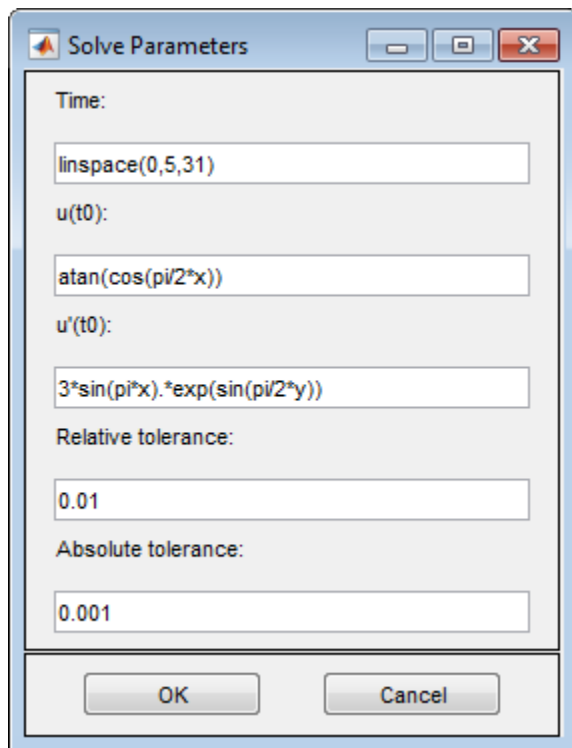 Solve Parameters
Time:
linspace(0,5,31)
u(t0):
atan(cos(pi/2*x))
u'(t0):
3*sin(pi*x).*exp(sin(pi/2*y))
Relative tolerance:
0.01
Absolute tolerance:
0.001
OK Cancel